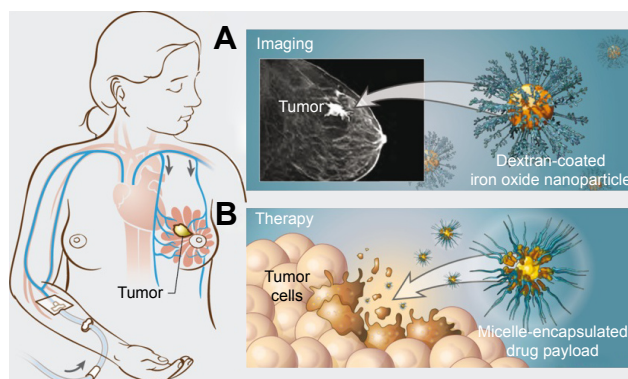 A
Imaging
Tumor
Dextran-coated
iron oxide nanoparticle
B
Therapy
Tumor
cells
Micelle-encapsulated
drug payload
Tumor